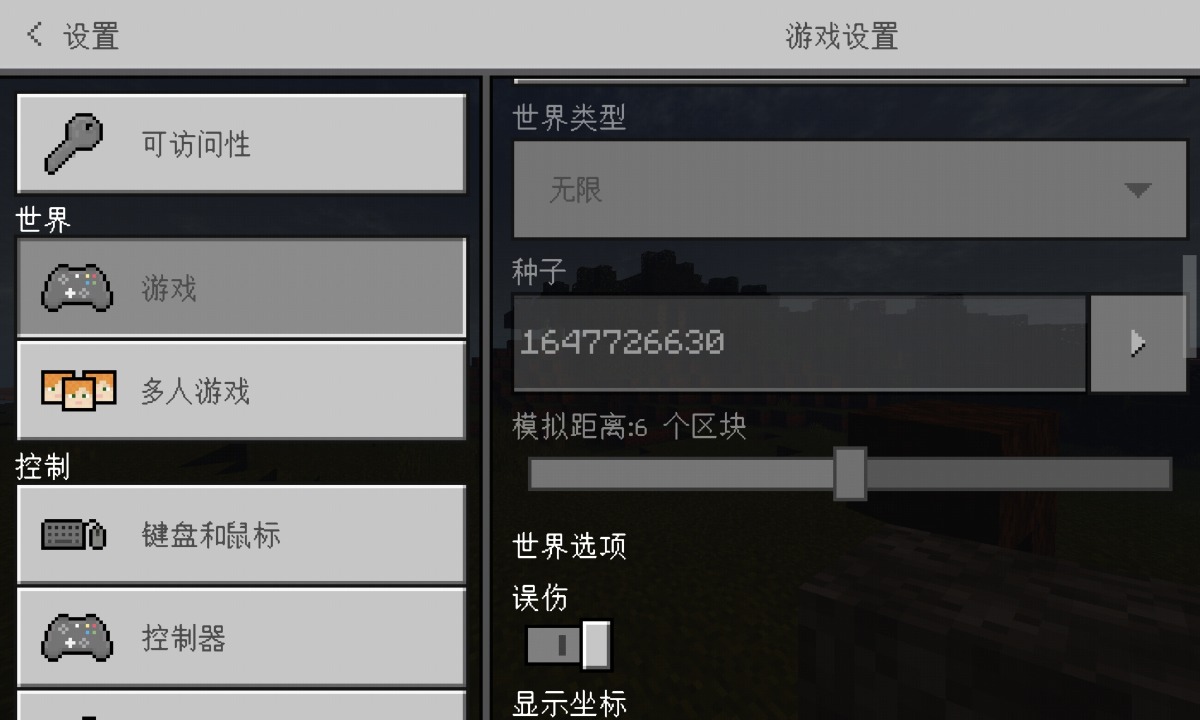 设置
游戏设置
可访问性
世界
游戏
多人游戏
控制
键盘和鼠标
控制器
世界类型
无限
种子
1647726630
模拟距离:6 个区块
世界选项
误伤
显示坐标